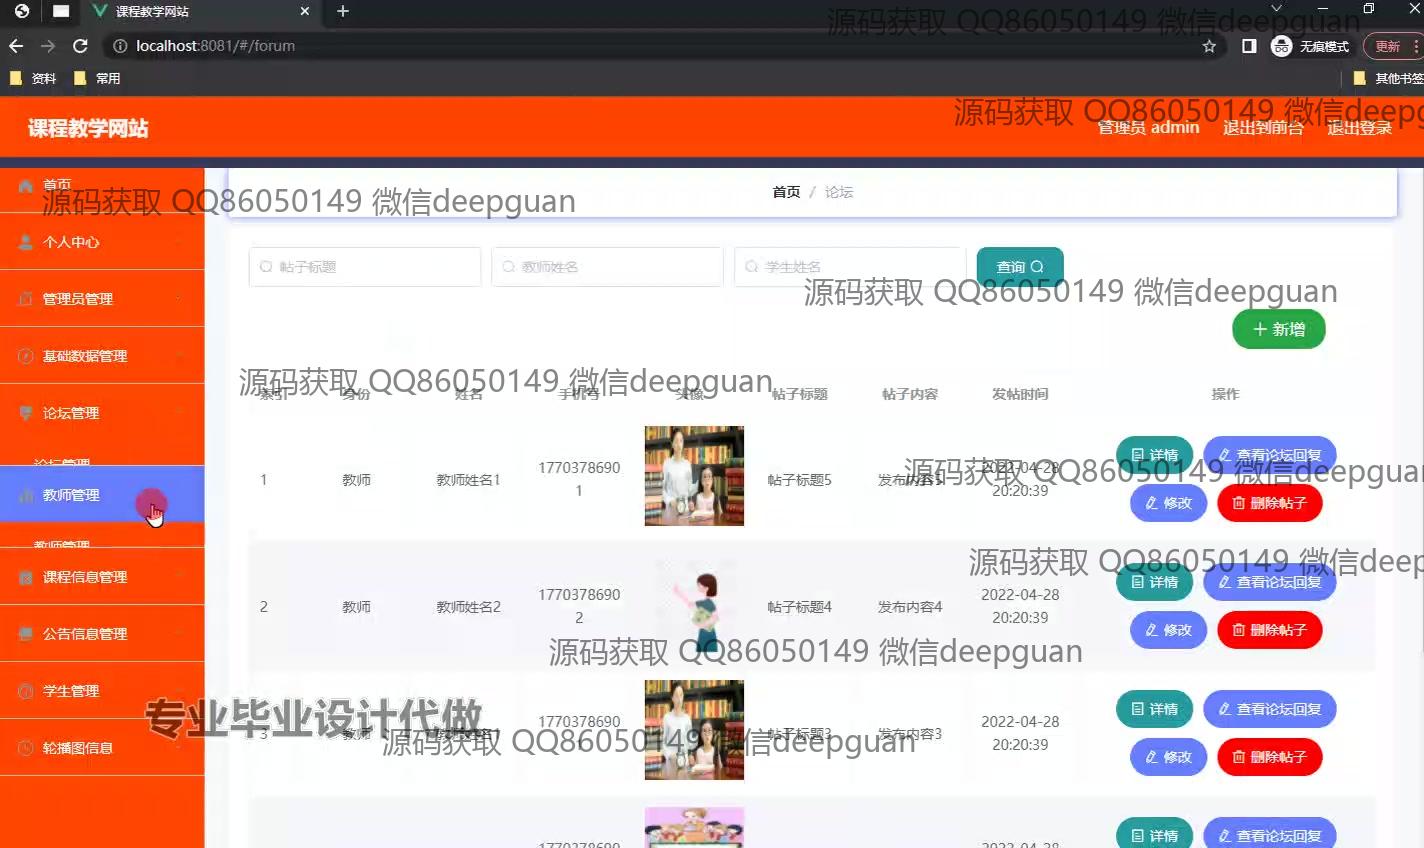 课程教学网站
源码获取 QQ86050149 微信deepguan
localhost:8081/#/forum
无痕模式
更新
资料
常用
其他书签
课程教学网站
源码获取 QQ86050149 微信deepg
管理员 admin
退出到前台
退出登录
首页
源码获取 QQ86050149 微信deepguan
首页 / 论坛
个人中心
帖子标题
教师姓名
学生姓名
查询
管理员管理
源码获取 QQ86050149 微信deepguan
+ 新增
基础数据管理
源码获取 QQ86050149 微信deepguan
索引 身份 姓名 手机号 头像 帖子标题 帖子内容 发帖时间 操作
论坛管理
论坛管理
教师管理
教师管理
1 教师 教师姓名1 1770378690 1 帖子标题5 发布内容5 2022-04-28 20:20:39
详情 查看论坛回复
源码获取 QQ86050149 微信deepguan
修改 删除帖子
源码获取 QQ86050149 微信deep
课程信息管理
2 教师 教师姓名2 1770378690 2 帖子标题4 发布内容4 2022-04-28 20:20:39
详情 查看论坛回复
修改 删除帖子
公告信息管理
源码获取 QQ86050149 微信deepguan
学生管理
专业毕业设计代做
轮播图信息
3 教师 教师姓名1 1770378690 帖子标题3 发布内容3 2022-04-28 20:20:39
源码获取 QQ86050149 微信deepguan
详情 查看论坛回复
修改 删除帖子
1770378690 2022-04-28
详情 查看论坛回复